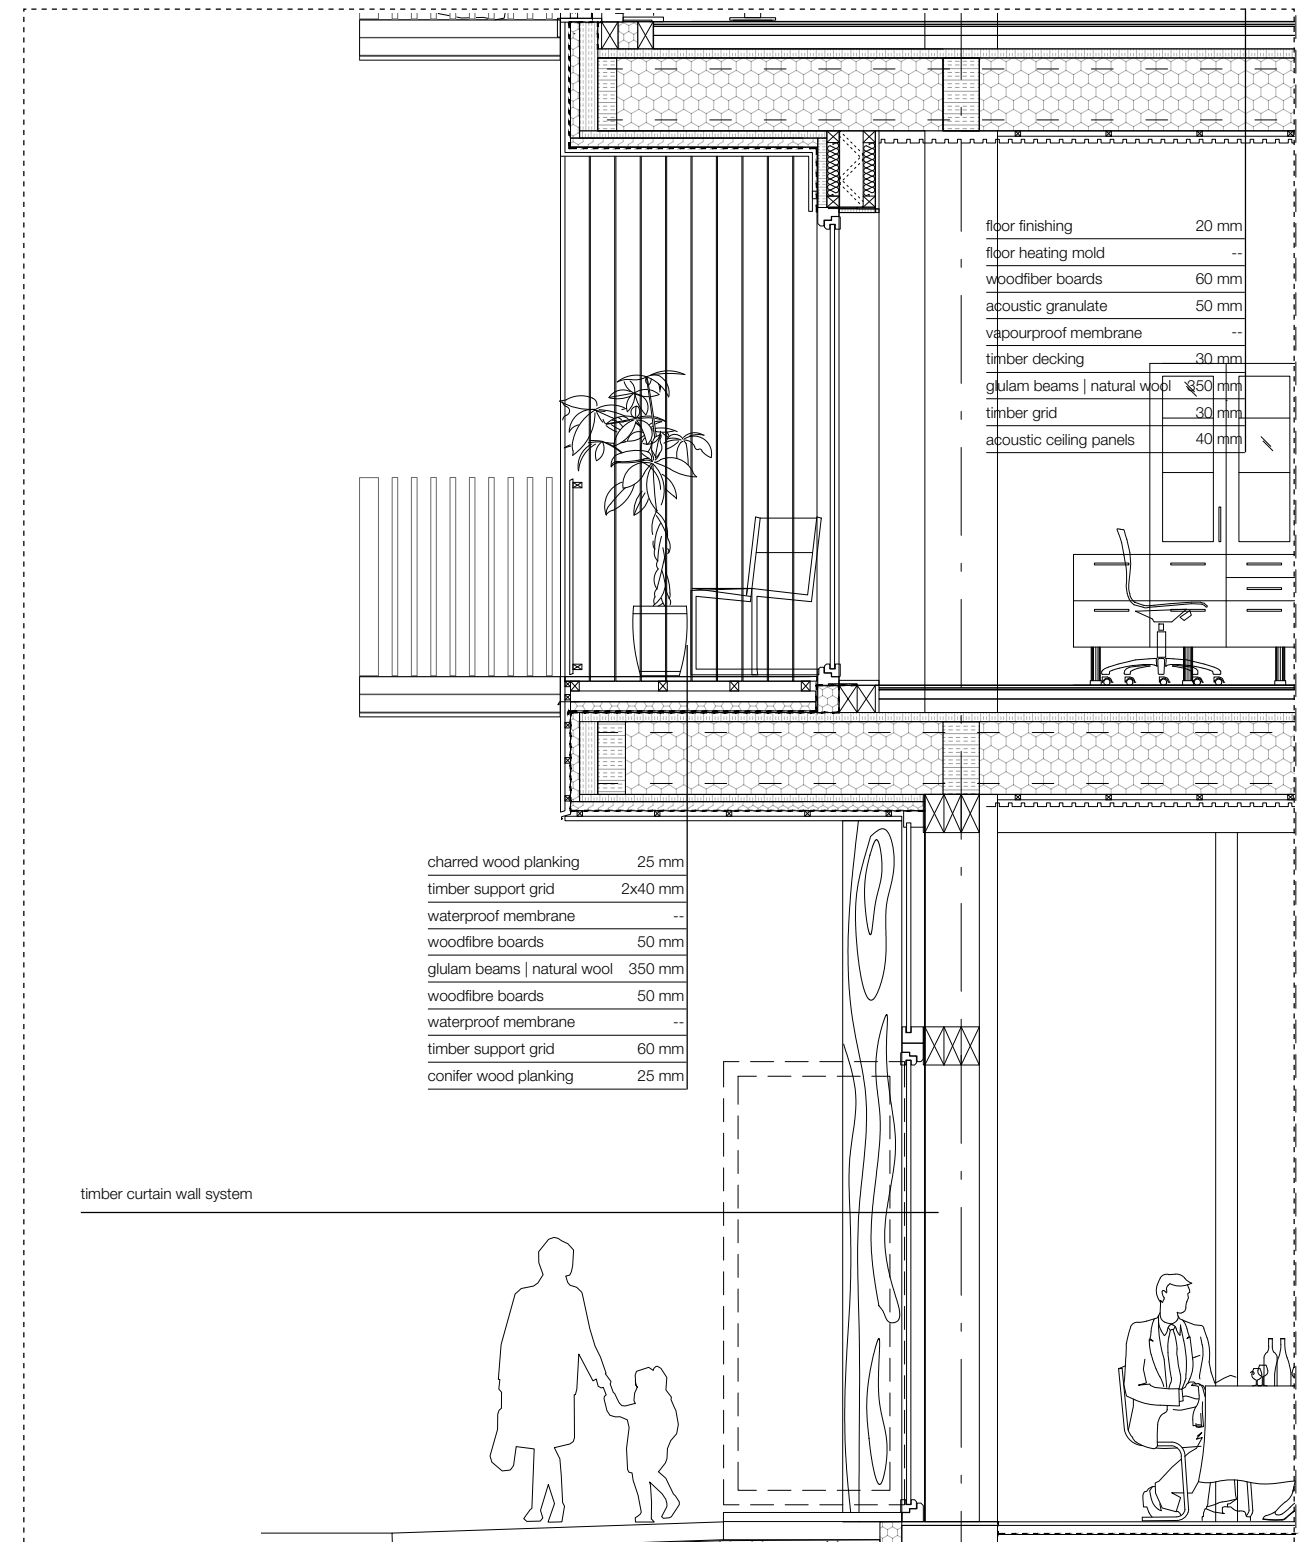 floor finishing 20 mm
floor heating mold --
woodfiber boards 60 mm
acoustic granulate 50 mm
vapourproof membrane --
timber decking 30 mm
glulam beams | natural wool 350 mm
timber grid 30 mm
acoustic ceiling panels 40 mm
charred wood planking 25 mm
timber support grid 2x40 mm
waterproof membrane --
woodfibre boards 50 mm
glulam beams | natural wool 350 mm
woodfibre boards 50 mm
waterproof membrane --
timber support grid 60 mm
conifer wood planking 25 mm
timber curtain wall system